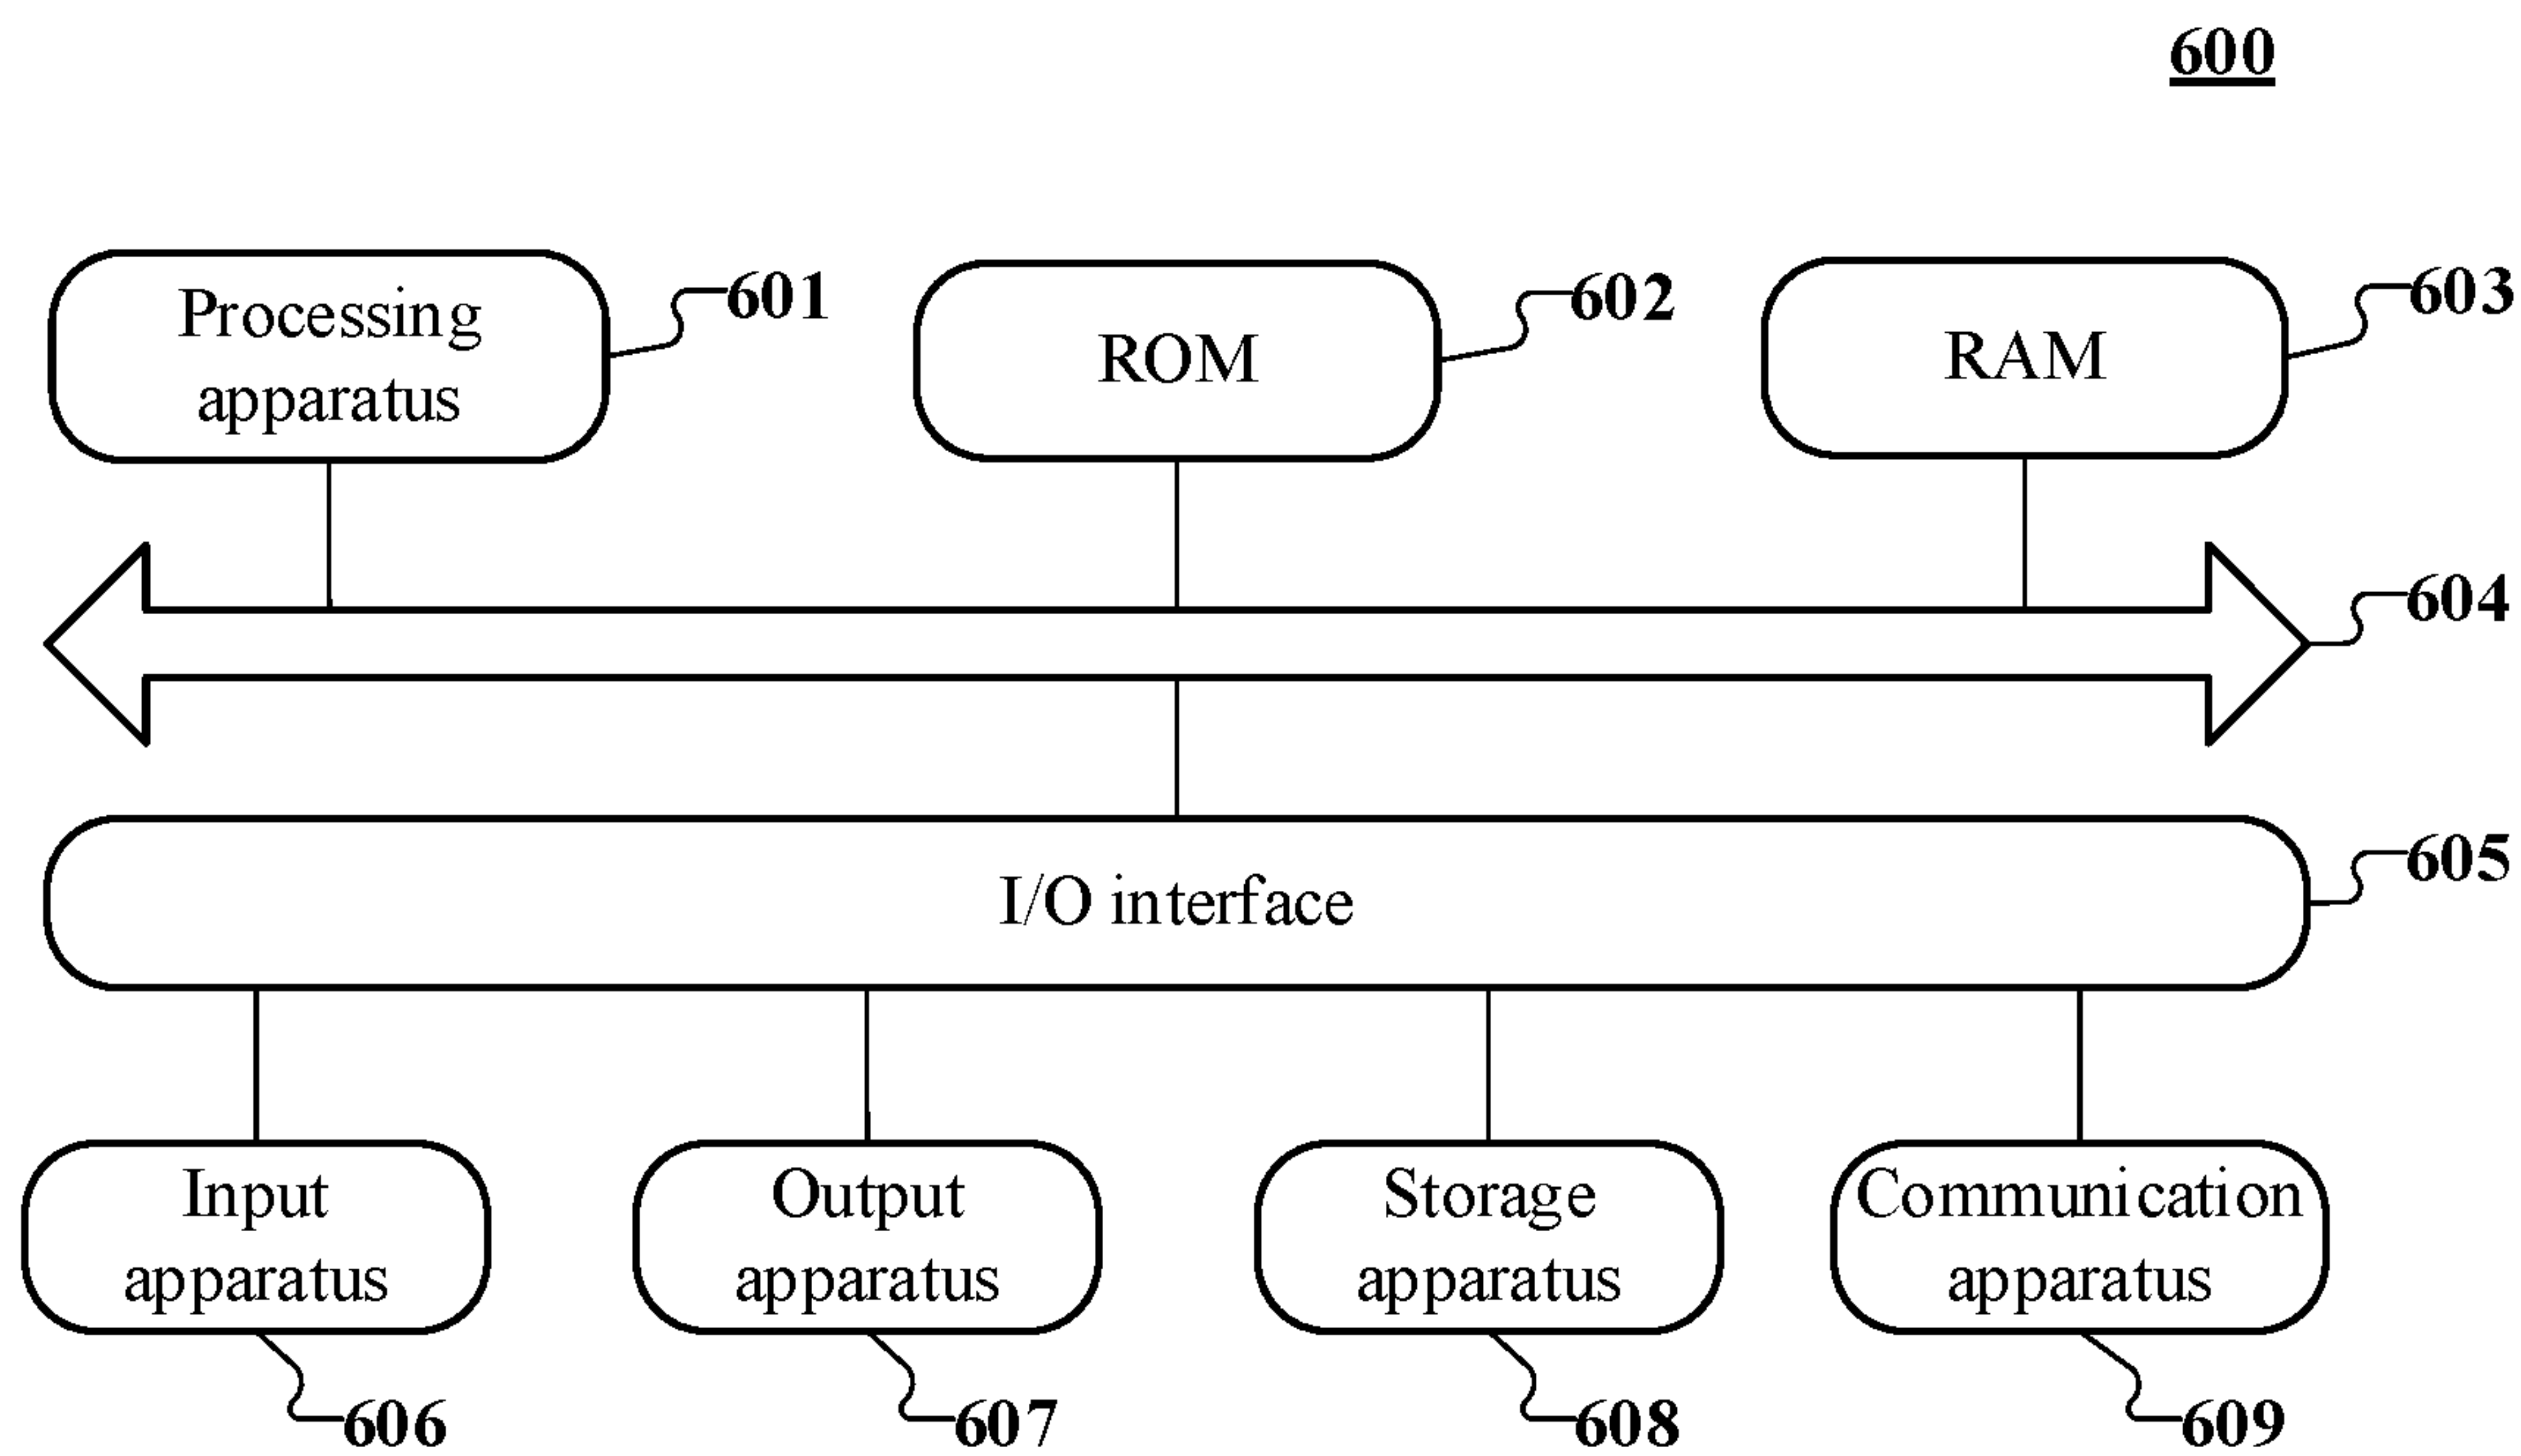 600
Processing
apparatus
601
ROM
602
RAM
603
604
I/O interface
605
Input
apparatus
Output
apparatus
Storage
apparatus
Communication
apparatus
606
607
608
609